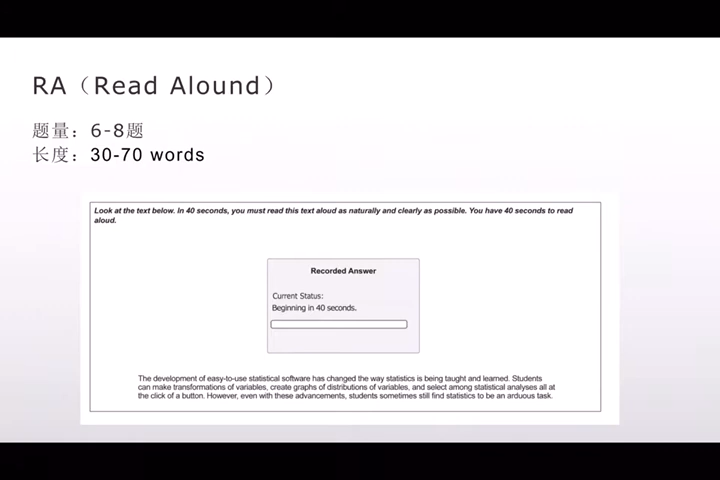 RA（Read Alound）
题量：6-8题
长度：30-70 words
Look at the text below. In 40 seconds, you must read this text aloud as naturally and clearly as possible. You have 40 seconds to read
aloud.
Recorded Answer
Current Status:
Beginning in 40 seconds.
The development of easy-to-use statistical software has changed the way statistics is being taught and learned. Students
can make transformations of variables, create graphs of distributions of variables, and select among statistical analyses all at
the click of a button. However, even with these advancements, students sometimes still find statistics to be an arduous task.